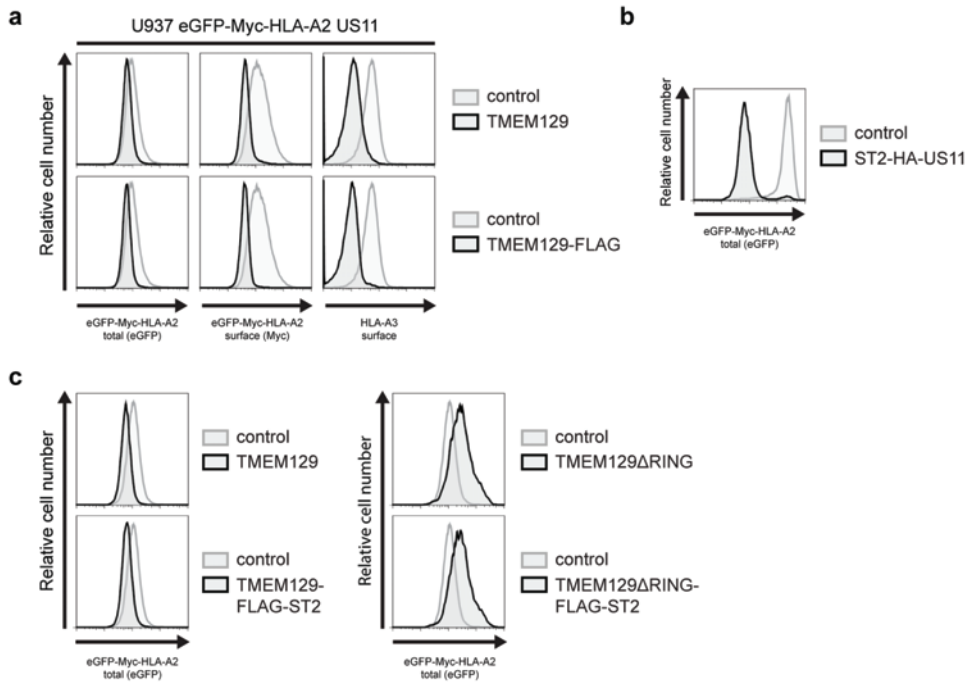 a
U937 eGFP-Myc-HLA-A2 US11
Relative cell number
control
TMEM129
control
TMEM129-FLAG
eGFP-Myc-HLA-A2
total (eGFP)
eGFP-Myc-HLA-A2
surface (Myc)
HLA-A3
surface
b
Relative cell number
control
ST2-HA-US11
eGFP-Myc-HLA-A2
total (eGFP)
c
Relative cell number
control
TMEM129
control
TMEM129-
FLAG-ST2
eGFP-Myc-HLA-A2
total (eGFP)
Relative cell number
control
TMEM129ΔRING
control
TMEM129ΔRING-
FLAG-ST2
eGFP-Myc-HLA-A2
total (eGFP)